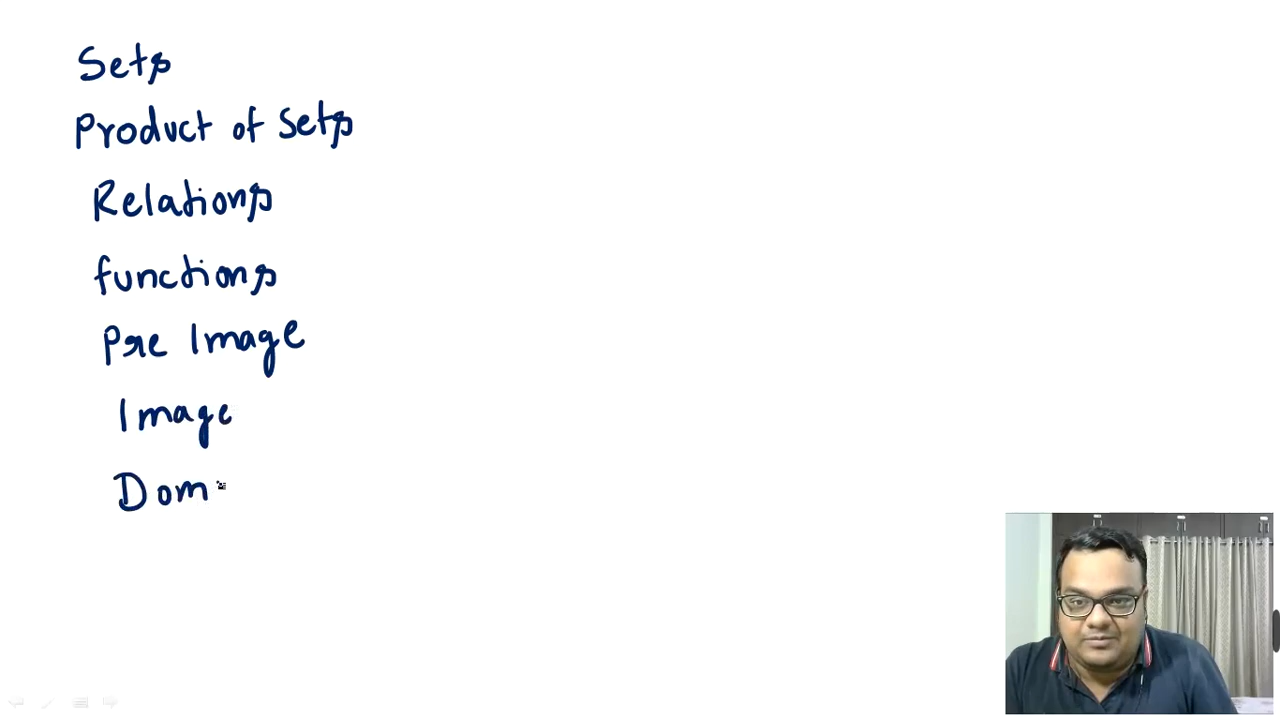 Sets
Product of Sets
Relations
functions
Pre Image
Image
Dom